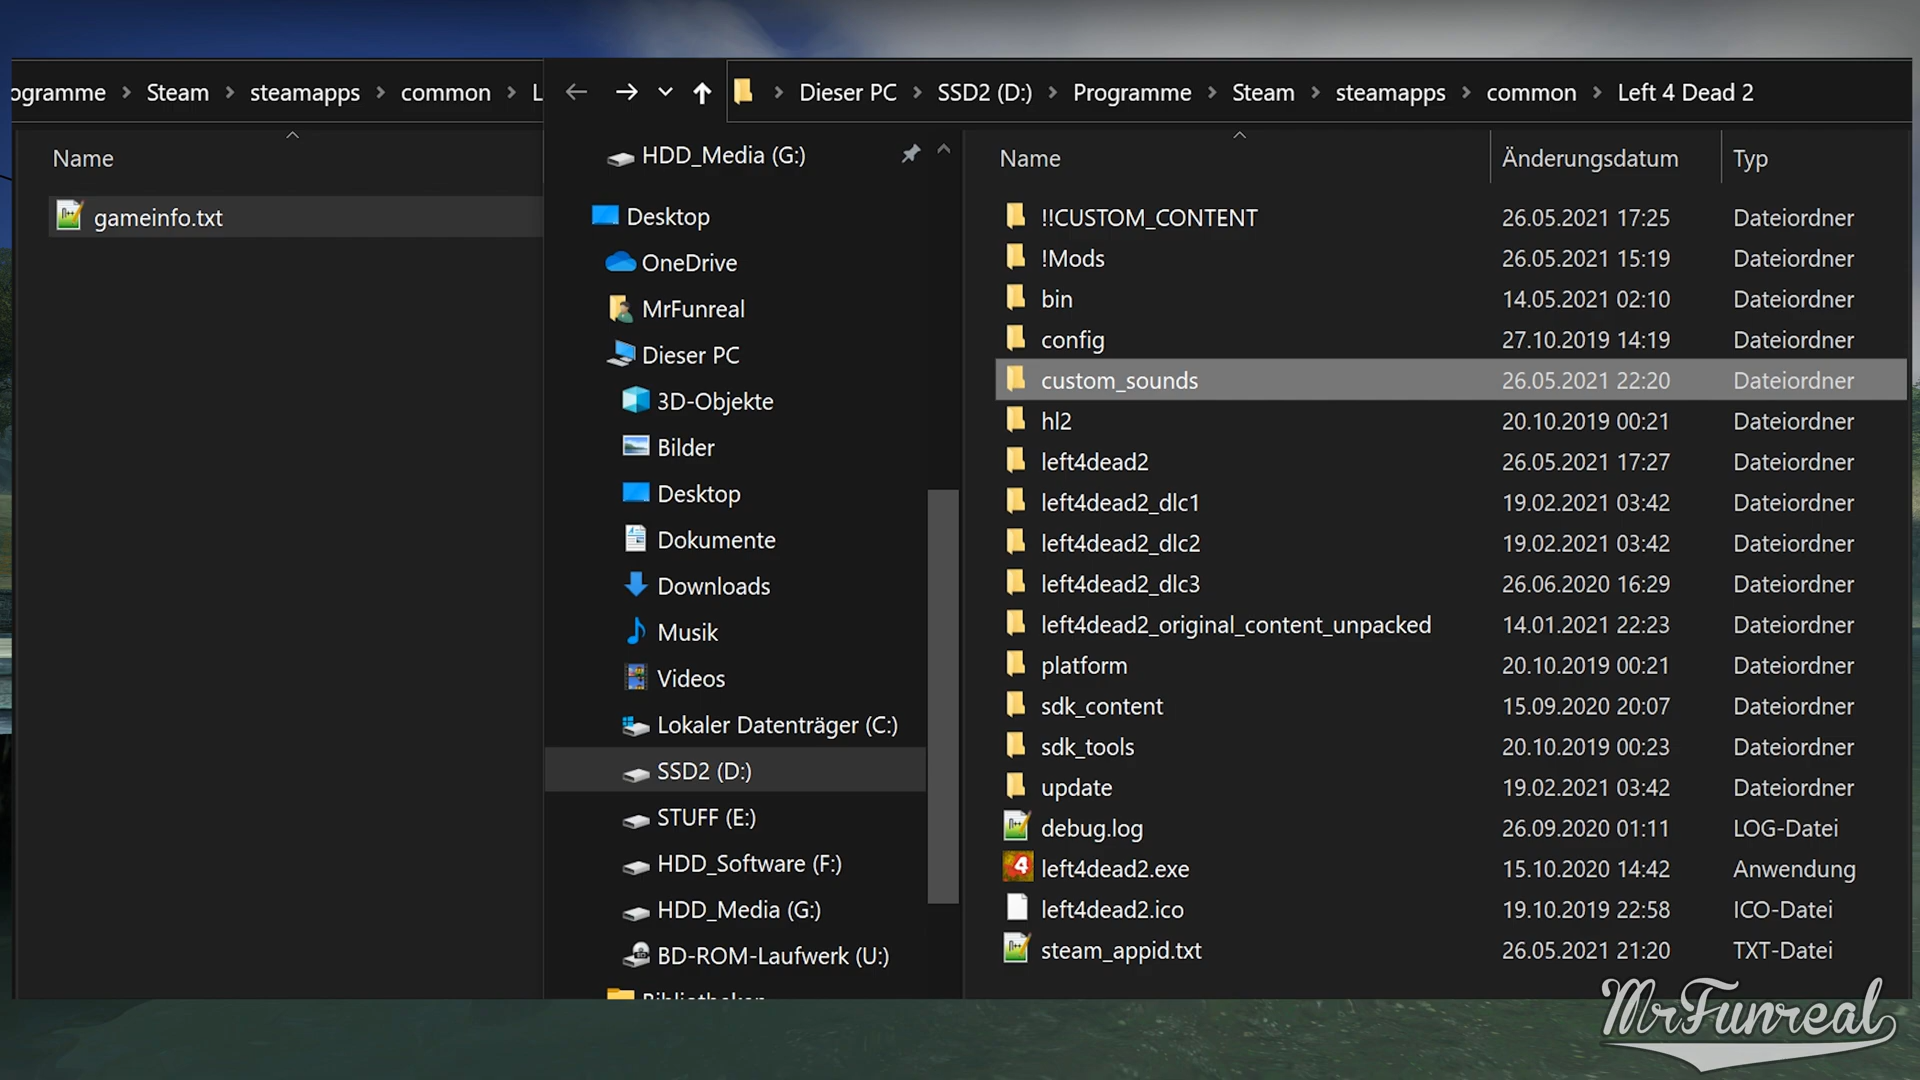 ogramme > Steam > steamapps > common > L
Name
gameinfo.txt
Dieser PC > SSD2 (D:) > Programme > Steam > steamapps > common > Left 4 Dead 2
HDD_Media (G:)
Desktop
OneDrive
MrFunreal
Dieser PC
3D-Objekte
Bilder
Desktop
Dokumente
Downloads
Musik
Videos
Lokaler Datenträger (C:)
SSD2 (D:)
STUFF (E:)
HDD_Software (F:)
HDD_Media (G:)
BD-ROM-Laufwerk (U:)
Bibliotheken
Name Änderungsdatum Typ
!!CUSTOM_CONTENT 26.05.2021 17:25 Dateiordner
!Mods 26.05.2021 15:19 Dateiordner
bin 14.05.2021 02:10 Dateiordner
config 27.10.2019 14:19 Dateiordner
custom_sounds 26.05.2021 22:20 Dateiordner
hl2 20.10.2019 00:21 Dateiordner
left4dead2 26.05.2021 17:27 Dateiordner
left4dead2_dlc1 19.02.2021 03:42 Dateiordner
left4dead2_dlc2 19.02.2021 03:42 Dateiordner
left4dead2_dlc3 26.06.2020 16:29 Dateiordner
left4dead2_original_content_unpacked 14.01.2021 22:23 Dateiordner
platform 20.10.2019 00:21 Dateiordner
sdk_content 15.09.2020 20:07 Dateiordner
sdk_tools 20.10.2019 00:23 Dateiordner
update 19.02.2021 03:42 Dateiordner
debug.log 26.09.2020 01:11 LOG-Datei
left4dead2.exe 15.10.2020 14:42 Anwendung
left4dead2.ico 19.10.2019 22:58 ICO-Datei
steam_appid.txt 26.05.2021 21:20 TXT-Datei
MrFunreal